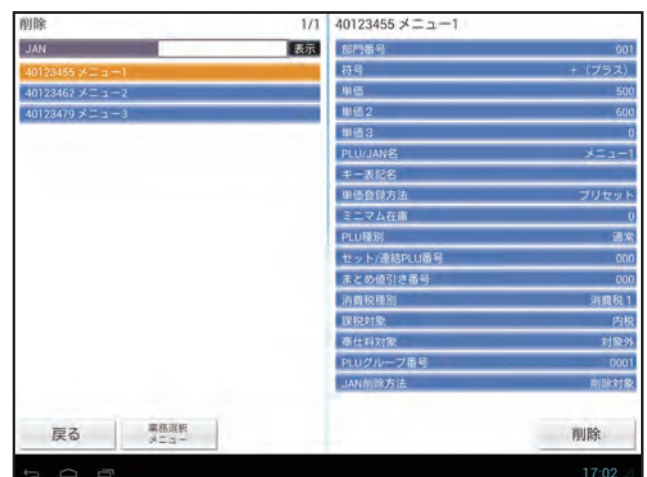 削除 1/1
JAN 表示
40123455 メニュー1
40123462 メニュー2
40123479 メニュー3
戻る
業務選択
メニュー
40123455 メニュー1
部門番号 001
符号 + (プラス)
単価 500
単価2 600
単価3 0
PLU/JAN名 メニュー1
キー表記名
単価登録方法 プリセット
ミニマム在庫 0
PLU種別 通常
セット/連結PLU番号 000
まとめ値引き番号 000
消費税種別 消費税1
課税対象 内税
奉仕料対象 対象外
PLUグループ番号 0001
JAN削除方法 削除対象
削除
17:02